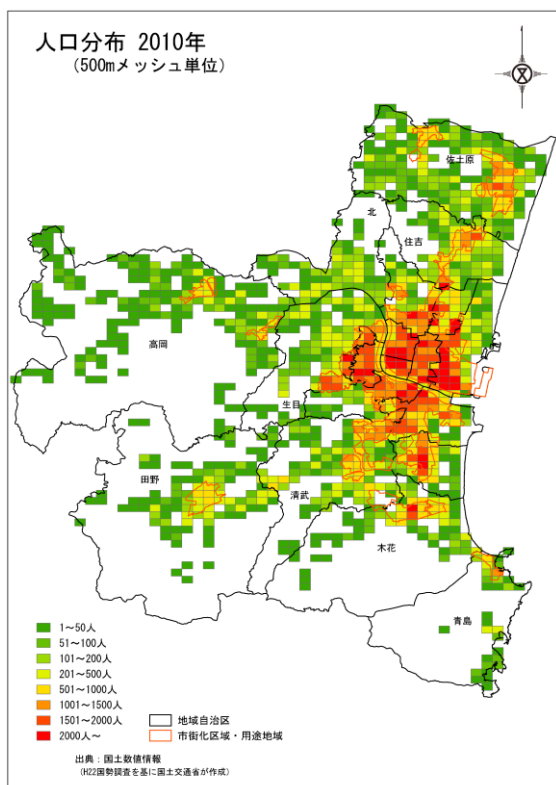 人口分布 2010年
(500mメッシュ単位)
佐土原
北
住吉
高岡
生目
田野
清武
木花
青島
1〜50人
51〜100人
101〜200人
201〜500人
501〜1000人
1001〜1500人
1501〜2000人
2000人〜
地域自治区
市街化区域・用途地域
出典：国土数値情報
(H22国勢調査を基に国土交通省が作成)